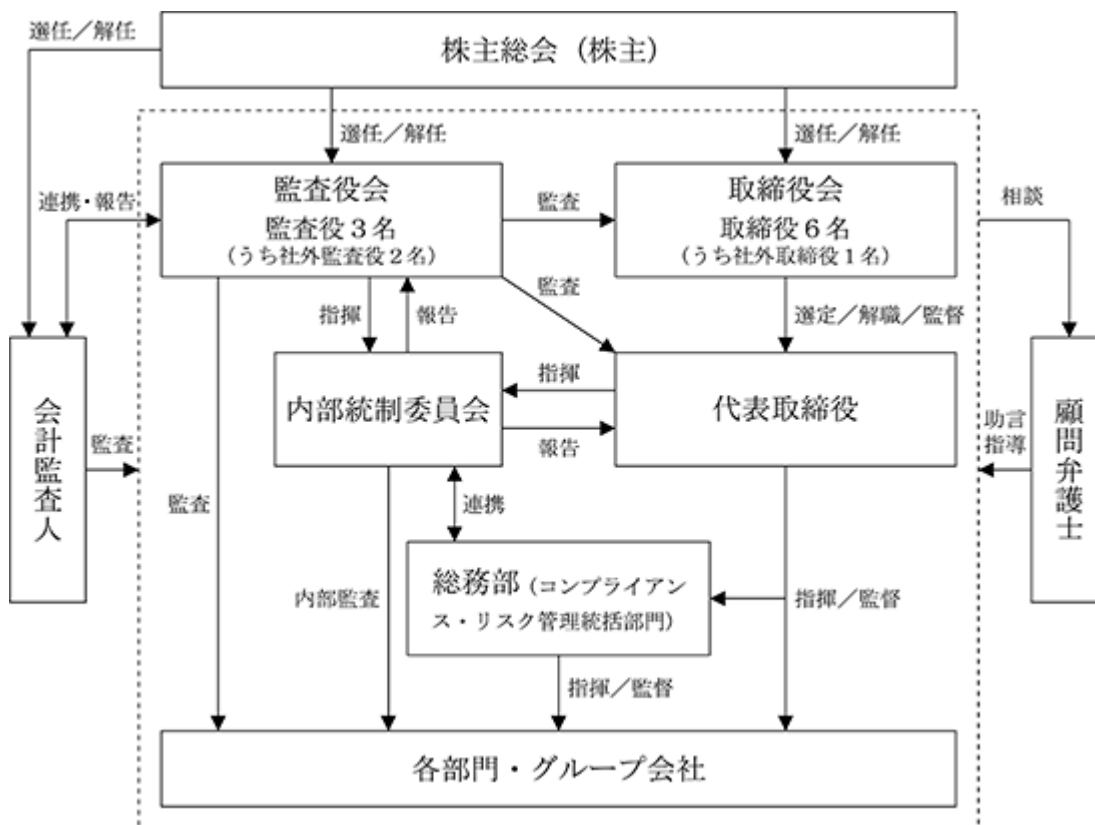 選任／解任
株主総会（株主）
選任／解任
選任／解任
連携・報告
監査役会
監査役３名
（うち社外監査役２名）
監査
取締役会
取締役６名
（うち社外取締役１名）
相談
監査
指揮
報告
選定／解職／監督
会計監査人
監査
内部統制委員会
指揮
報告
代表取締役
助言
指導
顧問弁護士
監査
連携
内部監査
総務部（コンプライアン
ス・リスク管理統括部門）
指揮／監督
指揮／監督
各部門・グループ会社